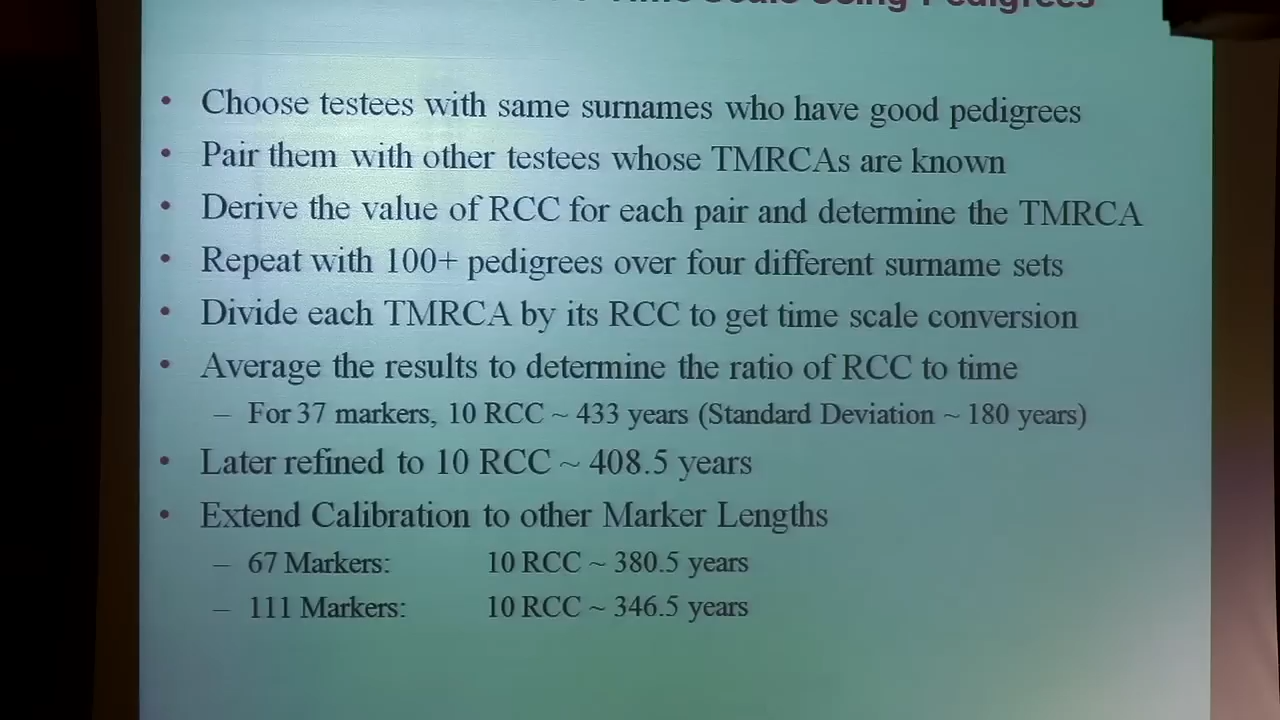 Time Scale Using Pedigrees
• Choose testees with same surnames who have good pedigrees
• Pair them with other testees whose TMRCAs are known
• Derive the value of RCC for each pair and determine the TMRCA
• Repeat with 100+ pedigrees over four different surname sets
• Divide each TMRCA by its RCC to get time scale conversion
• Average the results to determine the ratio of RCC to time
– For 37 markers, 10 RCC ~ 433 years (Standard Deviation ~ 180 years)
• Later refined to 10 RCC ~ 408.5 years
• Extend Calibration to other Marker Lengths
– 67 Markers: 10 RCC ~ 380.5 years
– 111 Markers: 10 RCC ~ 346.5 years